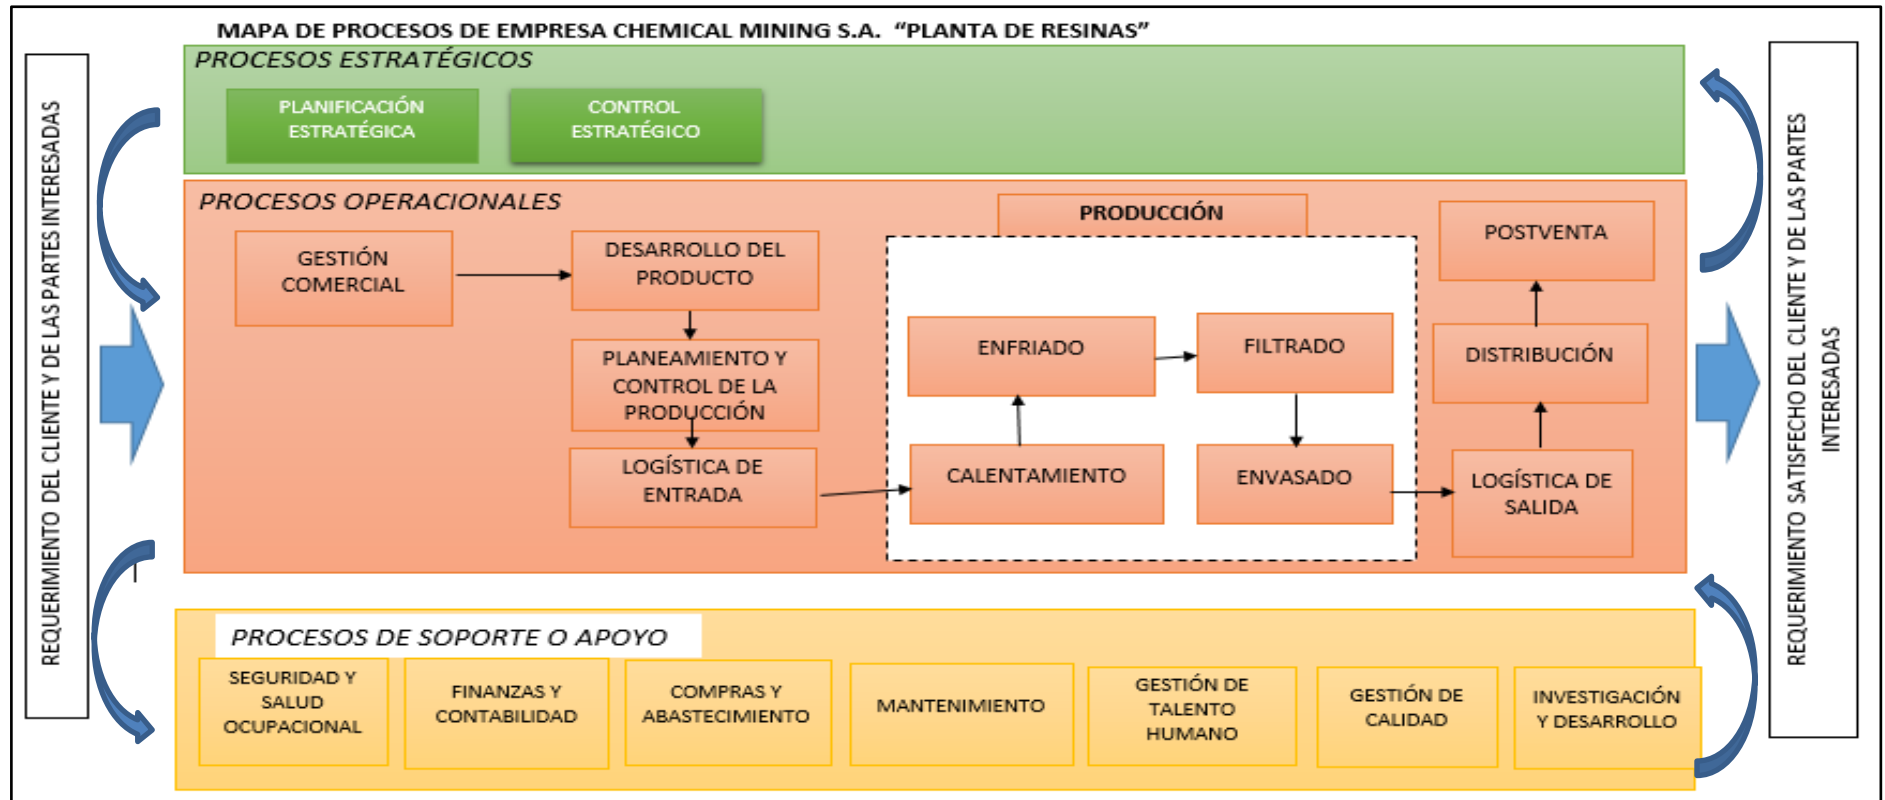 MAPA DE PROCESOS DE EMPRESA CHEMICAL MINING S.A. “PLANTA DE RESINAS”
REQUERIMIENTO DEL CLIENTE Y DE LAS PARTES INTERESADAS
PROCESOS ESTRATÉGICOS
PLANIFICACIÓN
ESTRATÉGICA
CONTROL
ESTRATÉGICO
PROCESOS OPERACIONALES
GESTIÓN
COMERCIAL
DESARROLLO DEL
PRODUCTO
PLANEAMIENTO Y
CONTROL DE LA
PRODUCCIÓN
LOGÍSTICA DE
ENTRADA
PRODUCCIÓN
CALENTAMIENTO
ENFRIADO
FILTRADO
ENVASADO
LOGÍSTICA DE
SALIDA
DISTRIBUCIÓN
POSTVENTA
PROCESOS DE SOPORTE O APOYO
SEGURIDAD Y
SALUD
OCUPACIONAL
FINANZAS Y
CONTABILIDAD
COMPRAS Y
ABASTECIMIENTO
MANTENIMIENTO
GESTIÓN DE
TALENTO
HUMANO
GESTIÓN DE
CALIDAD
INVESTIGACIÓN
Y DESARROLLO
REQUERIMIENTO SATISFECHO DEL CLIENTE Y DE LAS PARTES
INTERESADAS